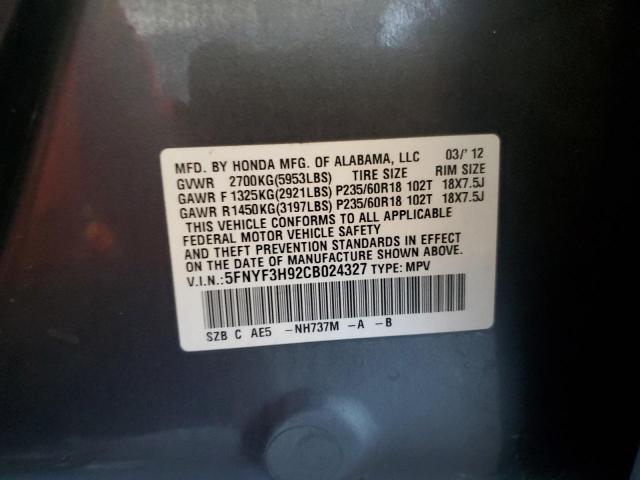 MFD. BY HONDA MFG. OF ALABAMA, LLC 03/' 12
GVWR 2700KG(5953LBS) TIRE SIZE RIM SIZE
GAWR F 1325KG(2921LBS) P235/60R18 102T 18X7.5J
GAWR R1450KG(3197LBS) P235/60R18 102T 18X7.5J
THIS VEHICLE CONFORMS TO ALL APPLICABLE
FEDERAL MOTOR VEHICLE SAFETY
AND THEFT PREVENTION STANDARDS IN EFFECT
ON THE DATE OF MANUFACTURE SHOWN ABOVE.
V.I.N.:5FNYF3H92CB024327 TYPE: MPV
SZB C AE5 -NH737M -A -B